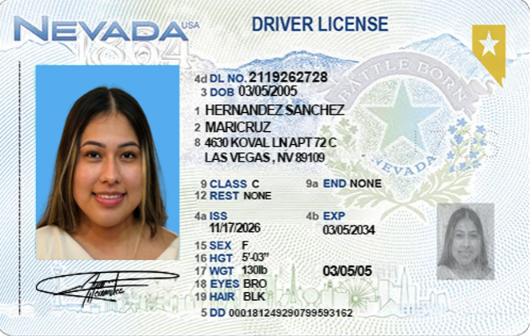 NEVADA USA
DRIVER LICENSE
4d DL NO. 2119262728
3 DOB 03/05/2005
1 HERNANDEZ SANCHEZ
2 MARICRUZ
8 4630 KOVAL LN APT 72 C
LAS VEGAS , NV 89109
BATTLE BORN
NEVADA
9 CLASS C 9a END NONE
12 REST NONE
4a ISS 4b EXP
11/17/2026 03/05/2034
15 SEX F
16 HGT 5'-03"
17 WGT 130lb 03/05/05
18 EYES BRO
19 HAIR BLK
5 DD 0001812492907995931​62